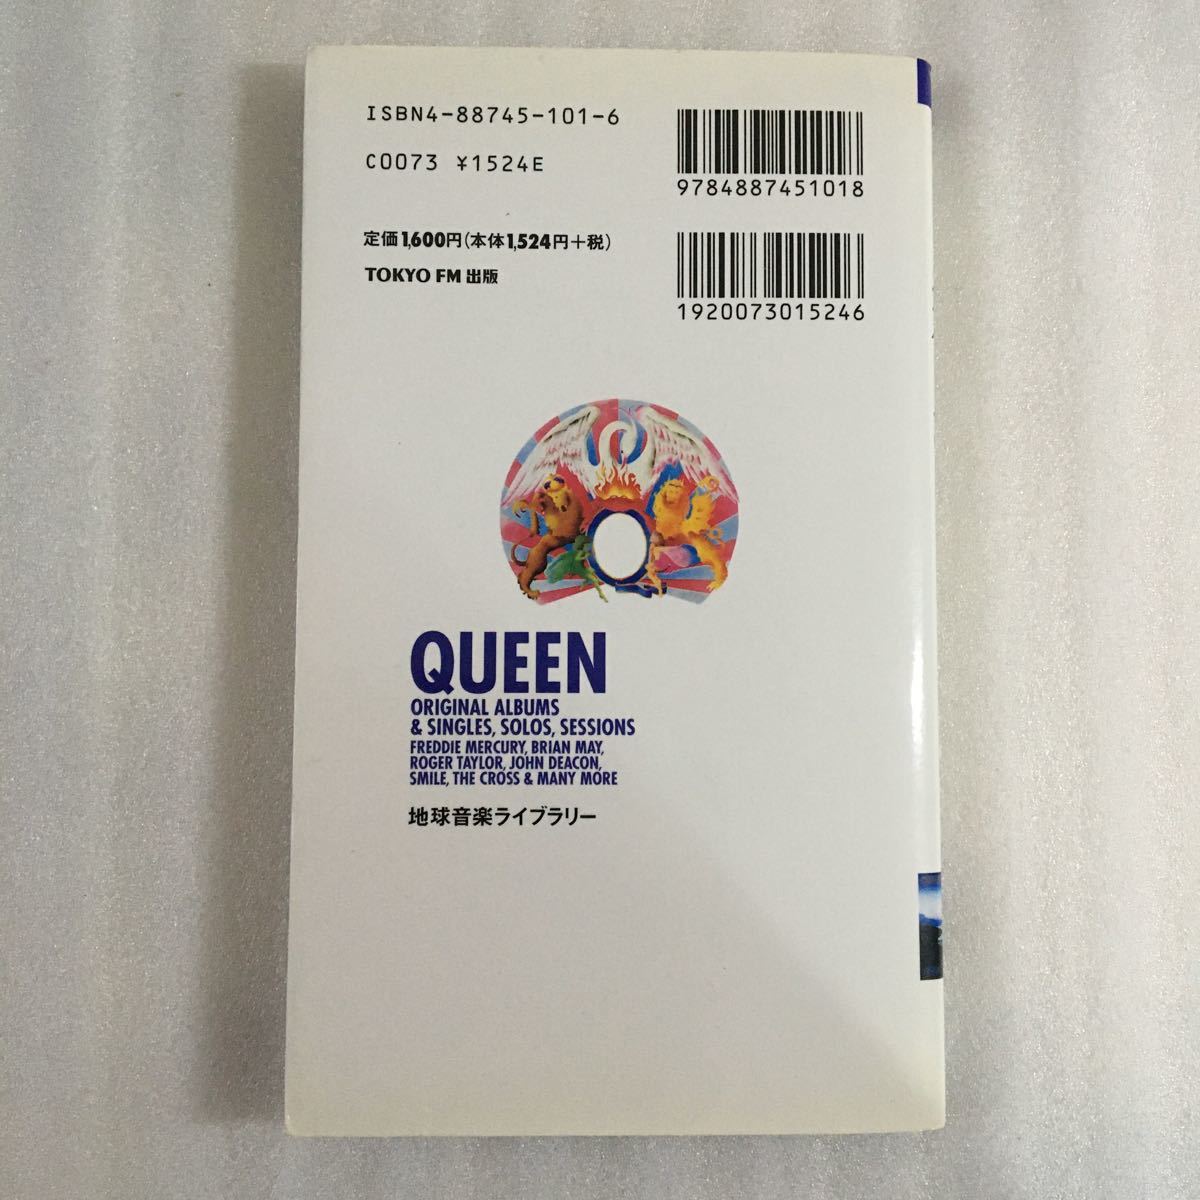 ISBN4-88745-101-6
C0073 ¥1524E
9784887451018
定価1,600円(本体1,524円+税)
TOKYO FM 出版
1920073015246
QUEEN
ORIGINAL ALBUMS
& SINGLES, SOLOS, SESSIONS
FREDDIE MERCURY, BRIAN MAY,
ROGER TAYLOR, JOHN DEACON,
SMILE, THE CROSS & MANY MORE
地球音楽ライブラリー